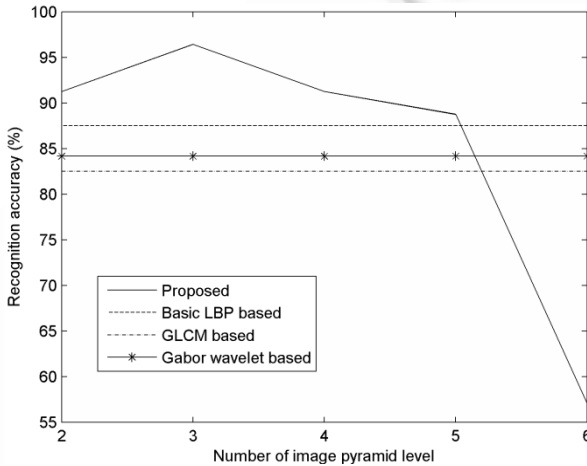 100
95
90
85
80
75
70
65
60
55
Recognition accuracy (%)
Proposed
Basic LBP based
GLCM based
Gabor wavelet based
2 3 4 5 6
Number of image pyramid level